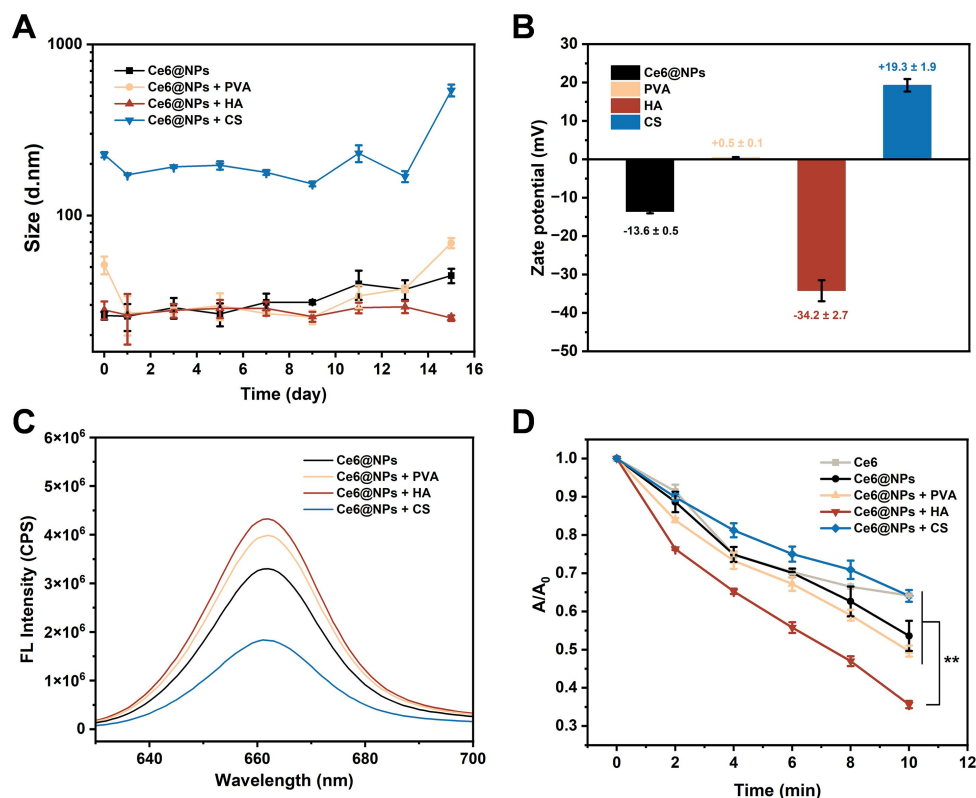 A
1000
100
Size (d.nm)
Ce6@NPs
Ce6@NPs + PVA
Ce6@NPs + HA
Ce6@NPs + CS
0 2 4 6 8 10 12 14 16
Time (day)
B
30
20
10
0
−10
−20
−30
−40
−50
Zate potential (mV)
Ce6@NPs
PVA
HA
CS
-13.6 ± 0.5
+0.5 ± 0.1
-34.2 ± 2.7
+19.3 ± 1.9
C
6×10⁶
5×10⁶
4×10⁶
3×10⁶
2×10⁶
1×10⁶
0
FL Intensity (CPS)
Ce6@NPs
Ce6@NPs + PVA
Ce6@NPs + HA
Ce6@NPs + CS
640 660 680 700
Wavelength (nm)
D
1.0
0.9
0.8
0.7
0.6
0.5
0.4
0.3
A/A₀
Ce6
Ce6@NPs
Ce6@NPs + PVA
Ce6@NPs + HA
Ce6@NPs + CS
**
0 2 4 6 8 10 12
Time (min)